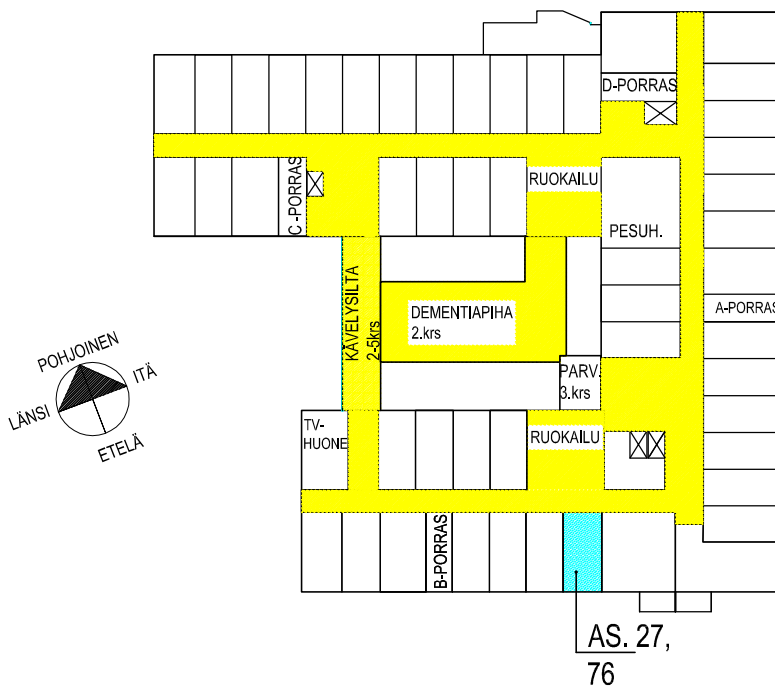 D-PORRAS
RUOKAILU
C -PORRAS
PESUH.
KÄVELYSILTA
2-5krs
DEMENTIAPIHA
2.krs
A-PORRAS
POHJOINEN
ITÄ
LÄNSI
ETELÄ
PARV.
3.krs
TV-
HUONE
RUOKAILU
B-PORRAS
AS. 27,
76